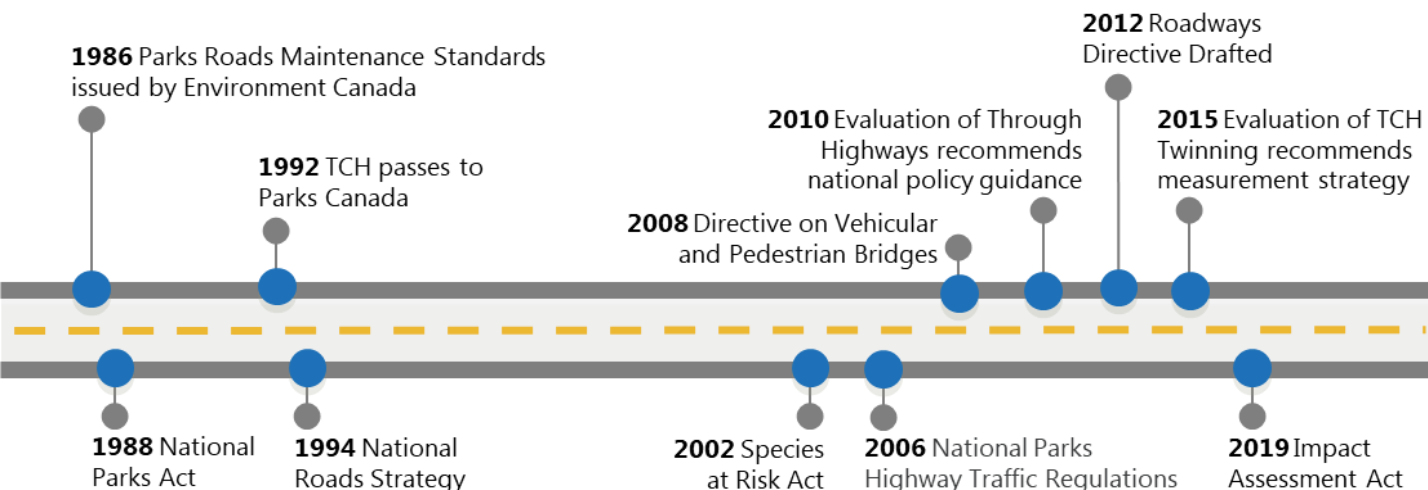 1986 Parks Roads Maintenance Standards
issued by Environment Canada
1988 National
Parks Act
1992 TCH passes to
Parks Canada
1994 National
Roads Strategy
2002 Species
at Risk Act
2006 National Parks
Highway Traffic Regulations
2008 Directive on Vehicular
and Pedestrian Bridges
2010 Evaluation of Through
Highways recommends
national policy guidance
2012 Roadways
Directive Drafted
2015 Evaluation of TCH
Twinning recommends
measurement strategy
2019 Impact
Assessment Act